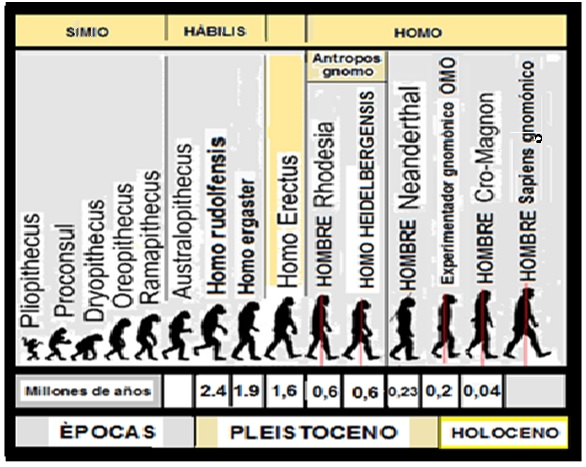 SIMIO
HÀBILIS
HOMO
Antropos
gnomo
Pliopithecus
Proconsul
Dryopithecus
Oreopithecus
Ramapithecus
Australopithecus
Homo rudolfensis
Homo ergaster
Homo Erectus
HOMBRE Rhodesia
HOMO HEIDELBERGENSIS
HOMBRE Neanderthal
Experimentador gnomónico OMO
HOMBRE Cro-Magnon
HOMBRE Sapiens gnomónico
Millones de años
2.4
1.9
1,6
0,6
0,6
0,23
0,2
0,04
ÈPOCAS
PLEISTOCENO
HOLOCENO